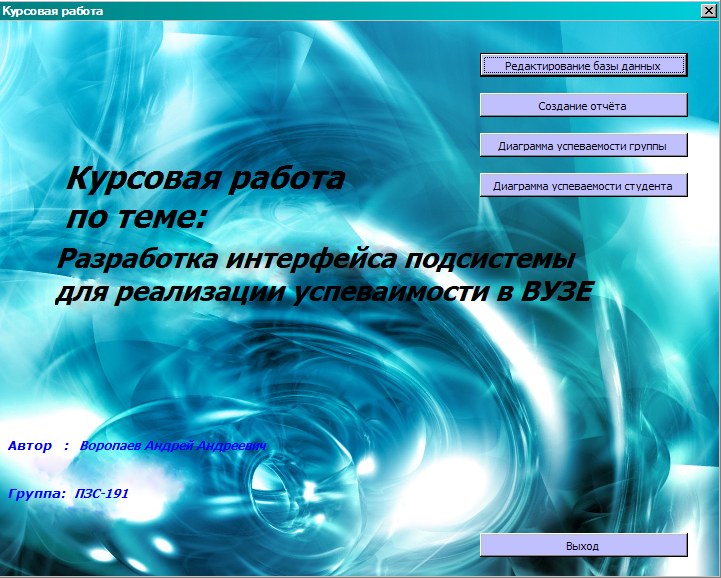 Курсовая работа
Редактирование базы данных
Создание отчёта
Диаграмма успеваемости группы
Диаграмма успеваемости студента
Курсовая работа
по теме:
Разработка интерфейса подсистемы
для реализации успеваимости в ВУЗЕ
Автор : Воропаев Андрей Андреевич
Группа: ПЗС-191
Выход